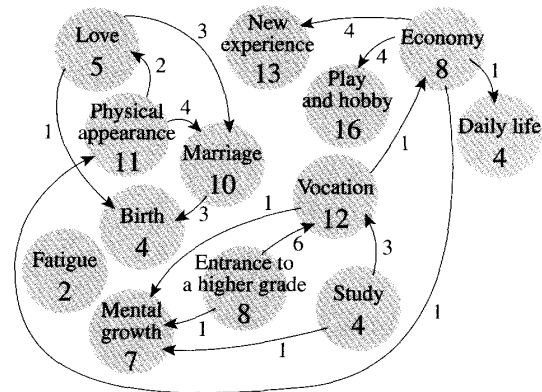 Love
5
3
New
experience
13
4
Economy
8
4
1
2
Play
and hobby
16
Physical
appearance
11
4
Daily life
4
1
Marriage
10
1
Vocation
12
3
1
Birth
4
6
3
Fatigue
2
Entrance to
a higher grade
8
Study
4
Mental
growth
7
1
1
1